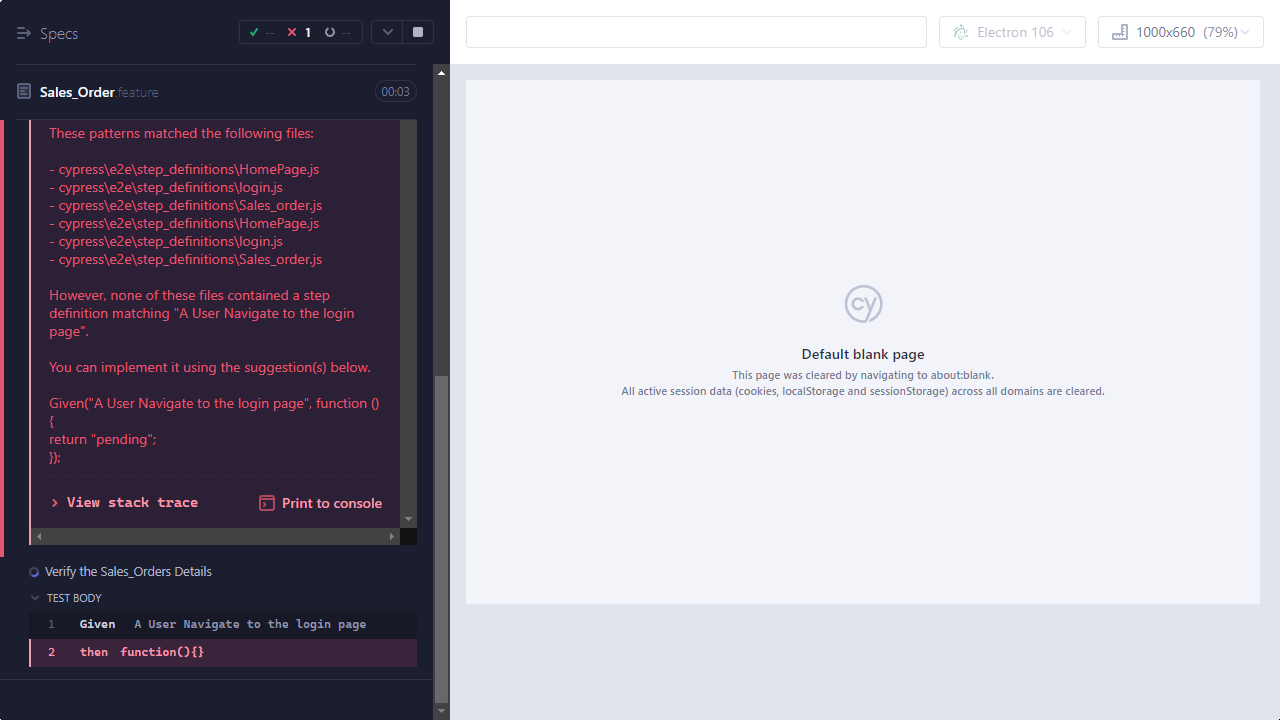 Specs
-- 1 --
Electron 106
1000x660 (79%)
Sales_Order.feature
00:03
These patterns matched the following files:
- cypress\e2e\step_definitions\HomePage.js
- cypress\e2e\step_definitions\login.js
- cypress\e2e\step_definitions\Sales_order.js
- cypress\e2e\step_definitions\HomePage.js
- cypress\e2e\step_definitions\login.js
- cypress\e2e\step_definitions\Sales_order.js
However, none of these files contained a step
definition matching "A User Navigate to the login
page".
You can implement it using the suggestion(s) below.
Given("A User Navigate to the login page", function ()
{
return "pending";
});
View stack trace
Print to console
Verify the Sales_Orders Details
TEST BODY
1 Given A User Navigate to the login page
2 then function(){}
cy
Default blank page
This page was cleared by navigating to about:blank.
All active session data (cookies, localStorage and sessionStorage) across all domains are cleared.